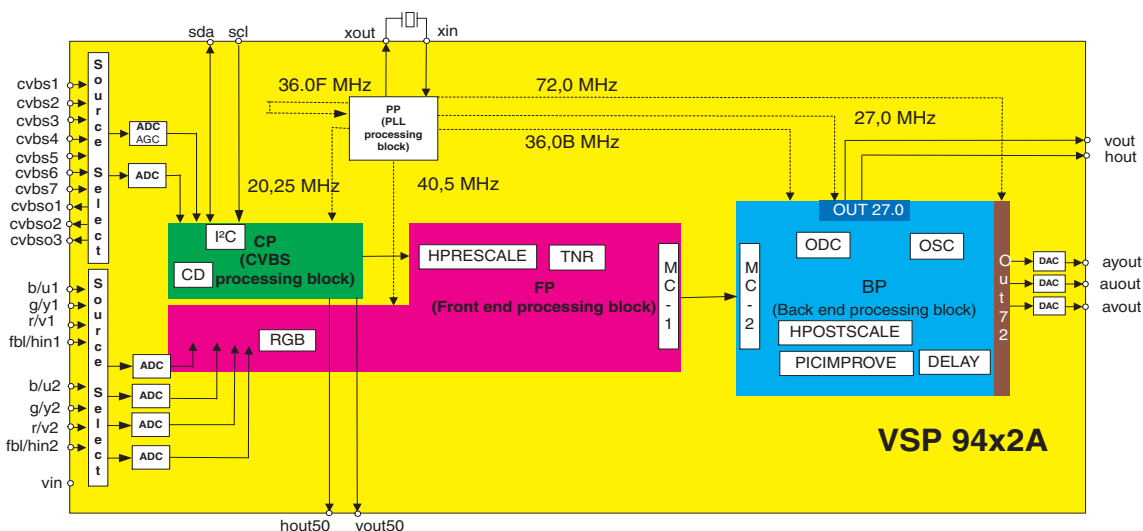 sda
scl
xout
xin
cvbs1
cvbs2
cvbs3
cvbs4
cvbs5
cvbs6
cvbs7
cvbso1
cvbso2
cvbso3
Source Select
ADC
AGC
ADC
36.0F MHz
72,0 MHz
PP
(PLL
processing
block)
27,0 MHz
36,0B MHz
20,25 MHz
40,5 MHz
vout
hout
I²C
CP
(CVBS
processing block)
CD
HPRESCALE
TNR
FP
(Front end processing block)
MC-1
RGB
MC-2
OUT 27.0
ODC
OSC
BP
(Back end processing block)
HPOSTSCALE
PICIMPROVE
DELAY
Out72
DAC
DAC
DAC
ayout
auout
avout
b/u1
g/y1
r/v1
fbl/hin1
b/u2
g/y2
r/v2
fbl/hin2
vin
Source Select
ADC
ADC
ADC
ADC
VSP 94x2A
hout50
vout50